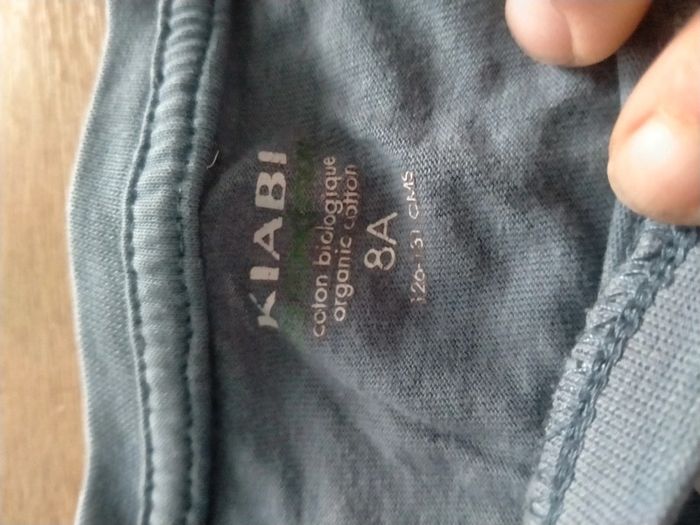 KIABI
coton biologique
organic cotton
8A
126-131 CMS